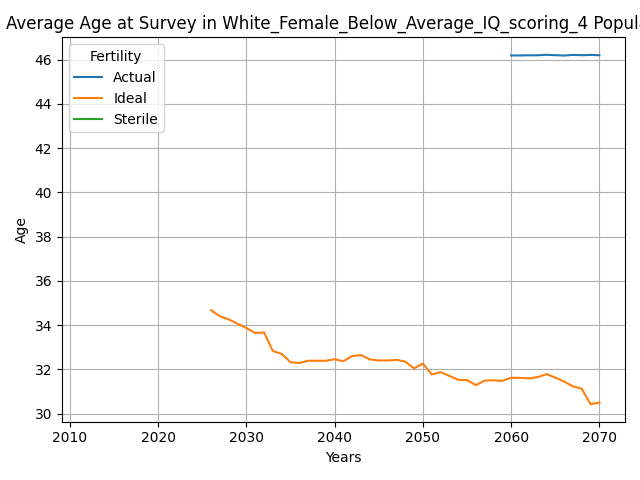 Average Age at Survey in White_Female_Below_Average_IQ_scoring_4 Popul
Fertility
Actual
Ideal
Sterile
46
44
42
40
38
36
34
32
30
Age
2010 2020 2030 2040 2050 2060 2070
Years